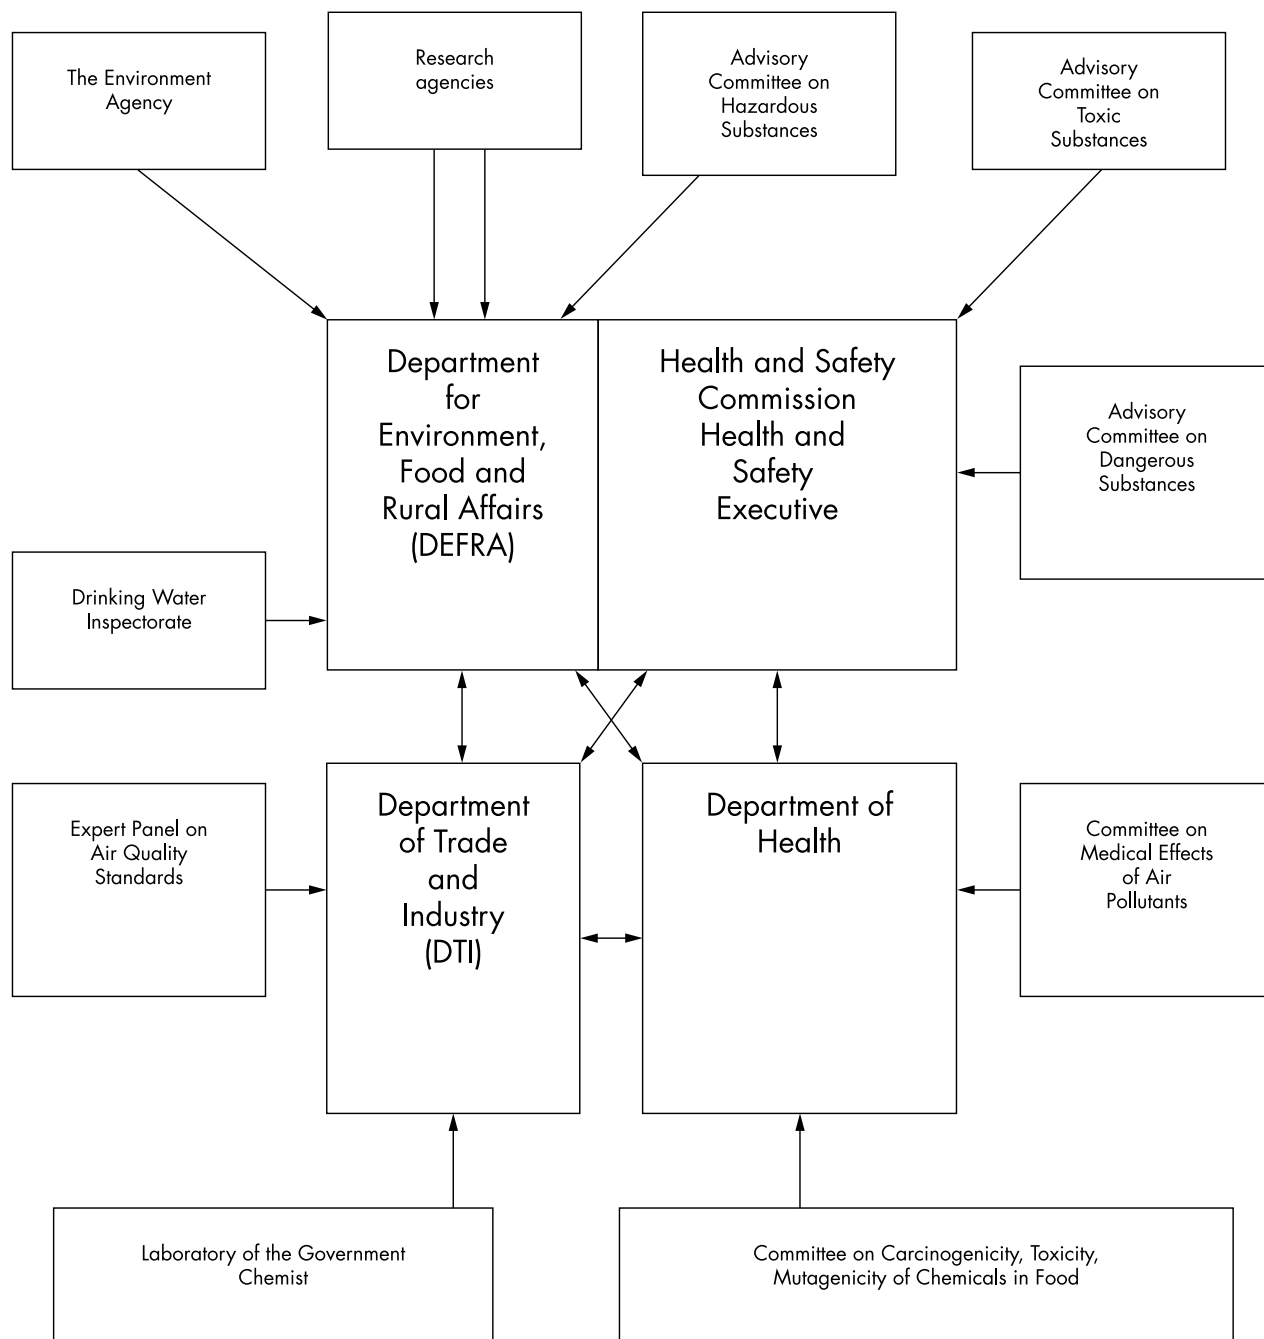 The Environment
Agency
Research
agencies
Advisory
Committee on
Hazardous
Substances
Advisory
Committee on
Toxic
Substances
Department
for
Environment,
Food and
Rural Affairs
(DEFRA)
Health and Safety
Commission
Health and
Safety
Executive
Advisory
Committee on
Dangerous
Substances
Drinking Water
Inspectorate
Expert Panel on
Air Quality
Standards
Department
of Trade
and
Industry
(DTI)
Department of
Health
Committee on
Medical Effects
of Air
Pollutants
Laboratory of the Government
Chemist
Committee on Carcinogenicity, Toxicity,
Mutagenicity of Chemicals in Food